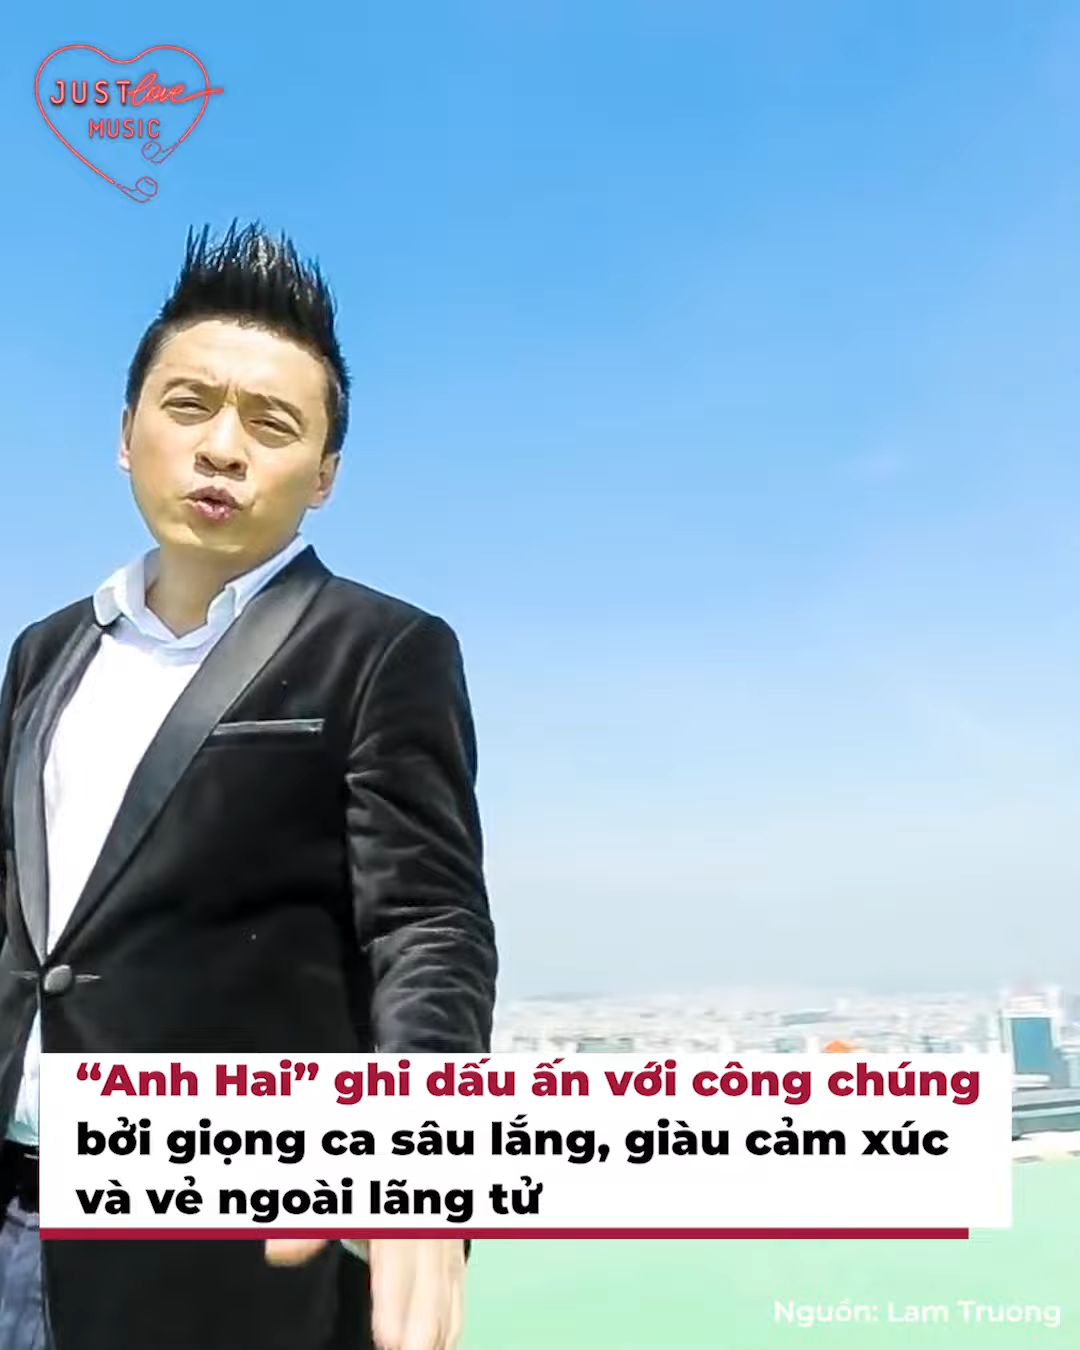 JUST love
MUSIC
“Anh Hai” ghi dấu ấn với công chúng
bởi giọng ca sâu lắng, giàu cảm xúc
và vẻ ngoài lãng tử
Nguồn: Lam Truong